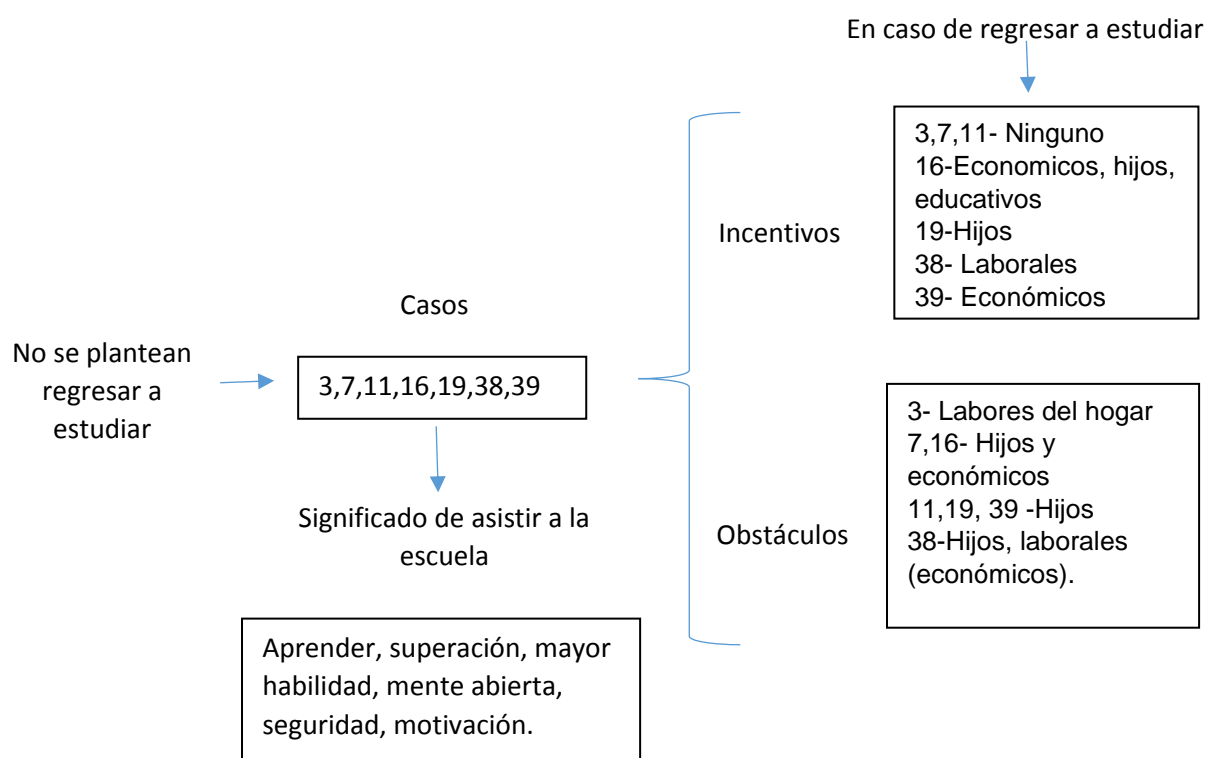 En caso de regresar a estudiar
3,7,11- Ninguno
16-Economicos, hijos,
educativos
19-Hijos
38- Laborales
39- Económicos
Incentivos
Casos
No se plantean
regresar a
estudiar
3,7,11,16,19,38,39
Significado de asistir a la
escuela
Obstáculos
3- Labores del hogar
7,16- Hijos y
económicos
11,19, 39 -Hijos
38-Hijos, laborales
(económicos).
Aprender, superación, mayor
habilidad, mente abierta,
seguridad, motivación.